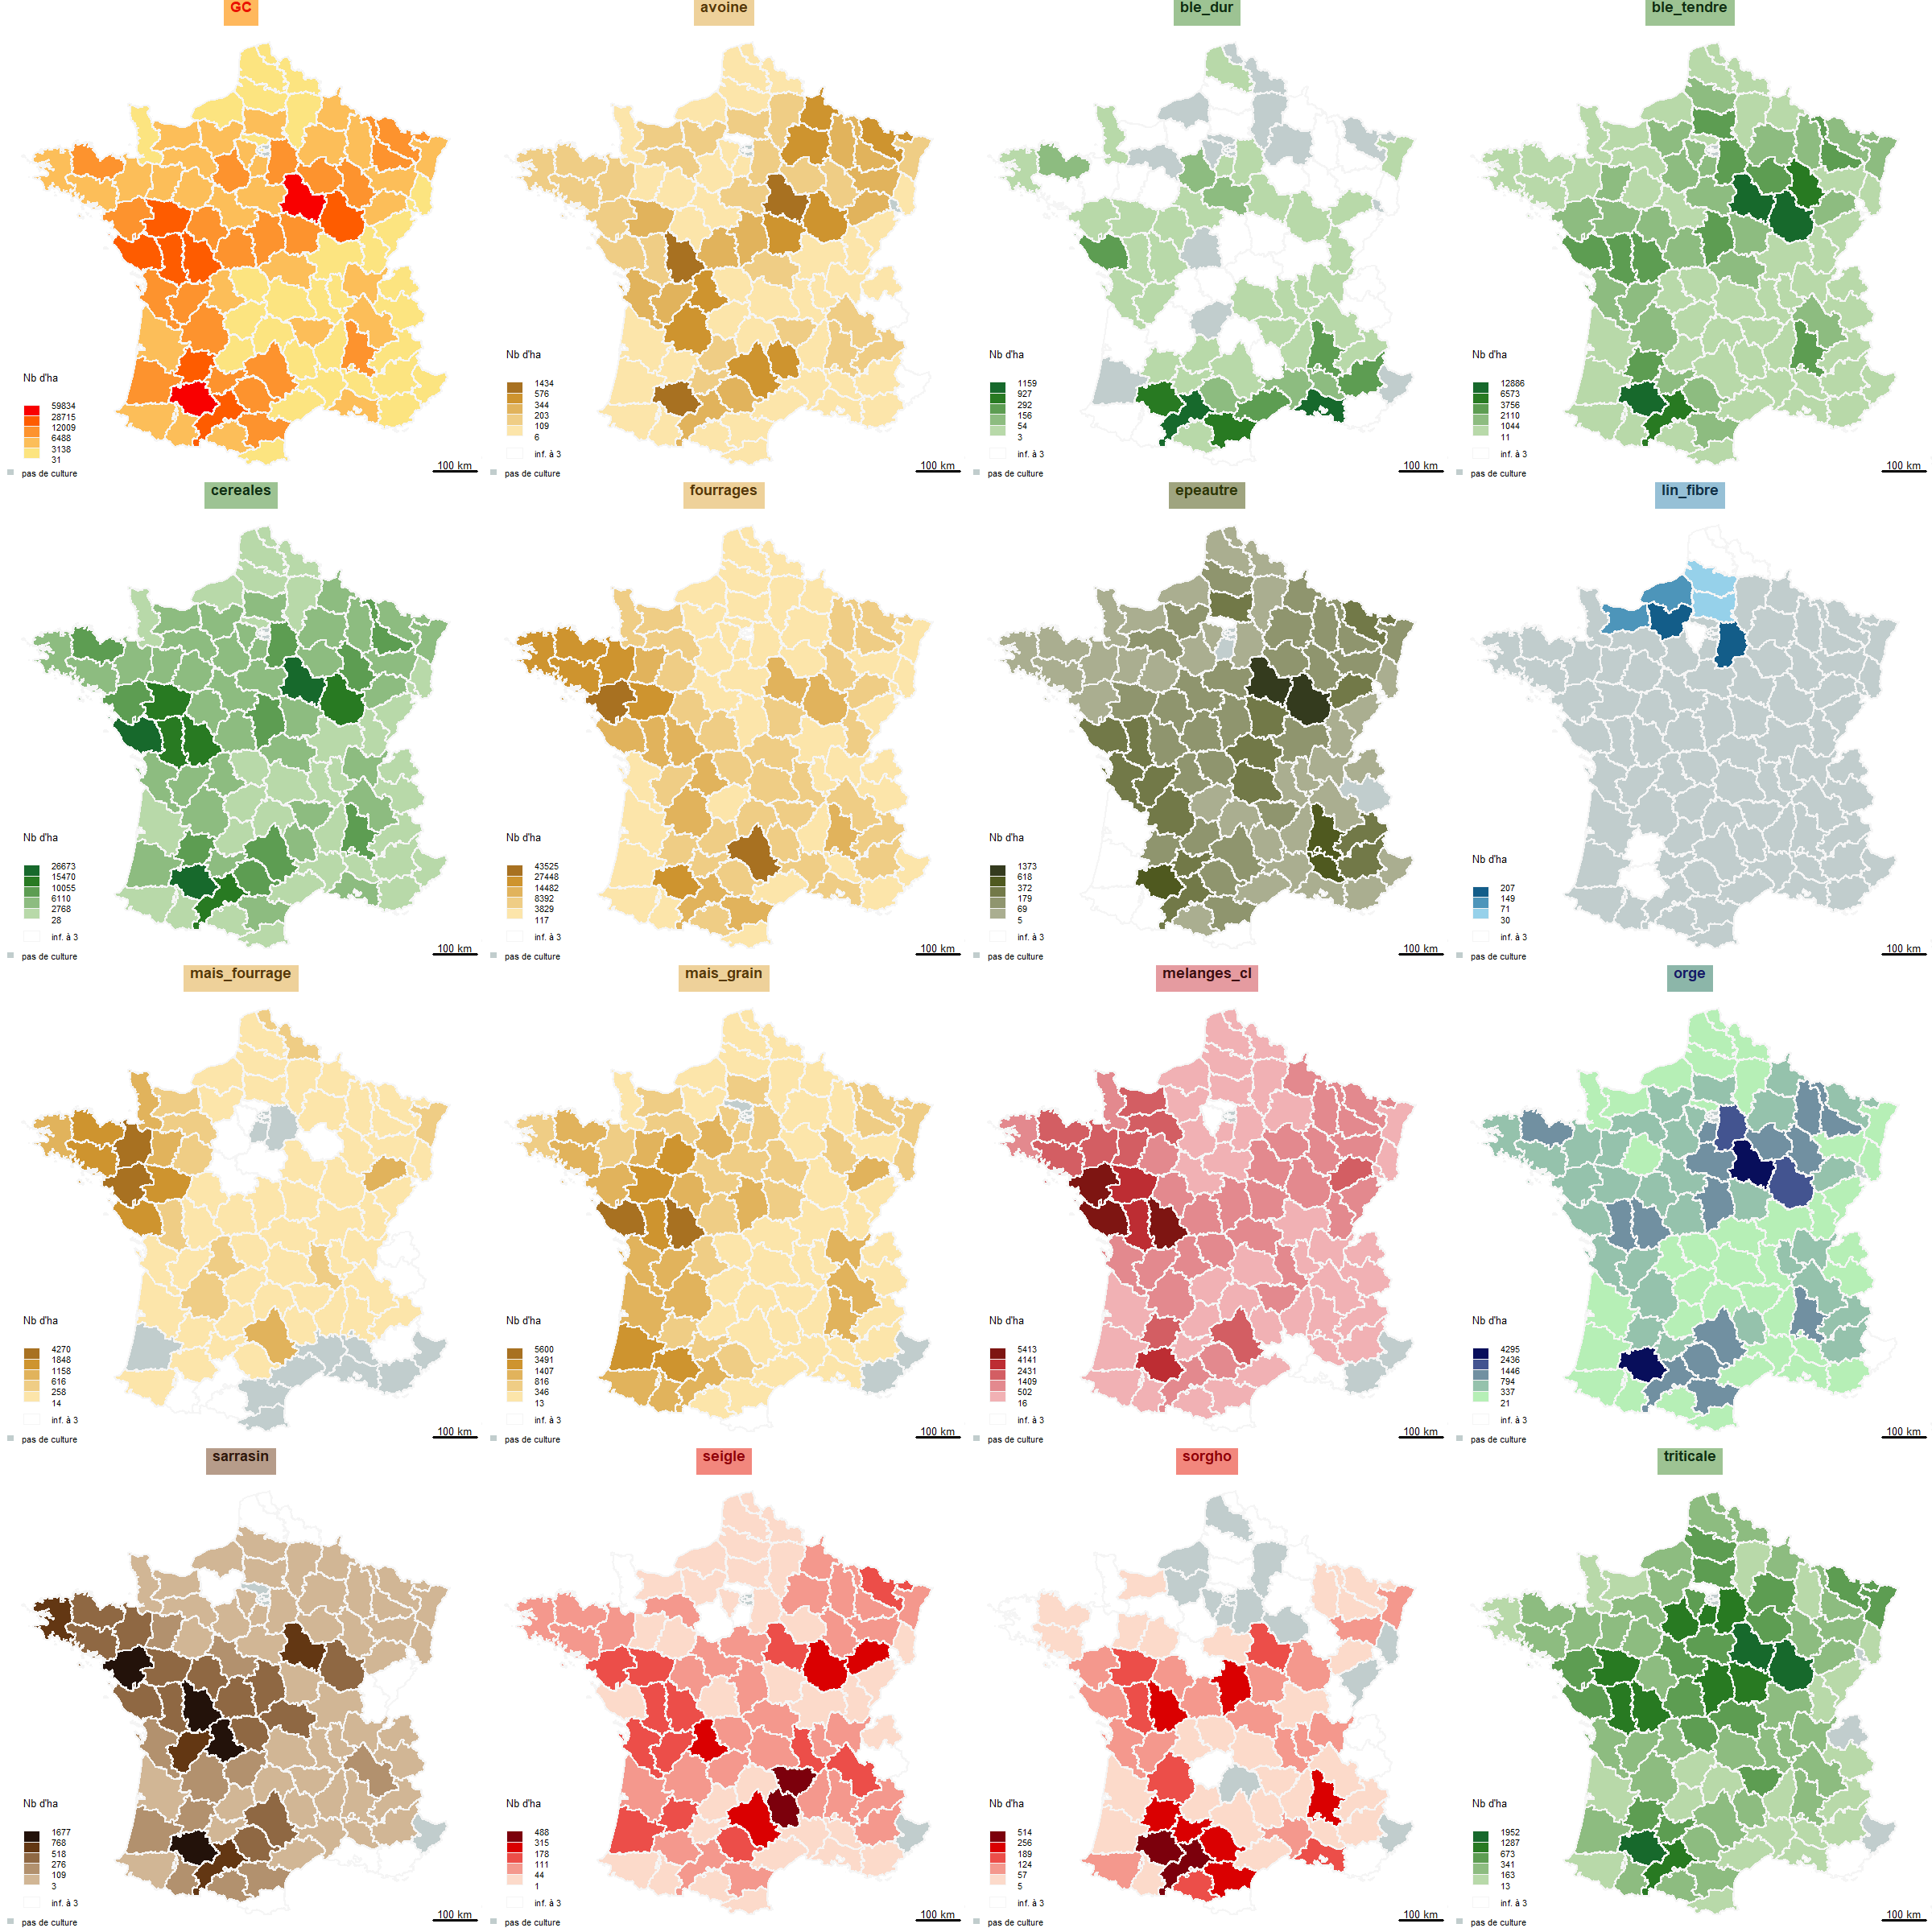 GC
avoine
ble_dur
ble_tendre
Nb d'ha
59834
28715
12009
6488
3138
31
pas de culture
100 km
Nb d'ha
1434
576
344
203
109
6
inf. à 3
pas de culture
100 km
Nb d'ha
1159
927
292
156
54
3
inf. à 3
pas de culture
100 km
Nb d'ha
12886
6573
3756
2110
1044
11
pas de culture
100 km
cereales
fourrages
epeautre
lin_fibre
Nb d'ha
26673
15470
10055
6110
2768
28
inf. à 3
pas de culture
100 km
Nb d'ha
43525
27448
14482
8392
3829
117
inf. à 3
pas de culture
100 km
Nb d'ha
1373
618
372
179
69
5
inf. à 3
pas de culture
100 km
Nb d'ha
207
149
71
30
inf. à 3
pas de culture
100 km
mais_fourrage
mais_grain
melanges_cl
orge
Nb d'ha
4270
1848
1158
616
258
14
inf. à 3
pas de culture
100 km
Nb d'ha
5600
3491
1407
816
346
13
inf. à 3
pas de culture
100 km
Nb d'ha
5413
4141
2431
1409
502
16
inf. à 3
pas de culture
100 km
Nb d'ha
4295
2436
1446
794
337
21
inf. à 3
pas de culture
100 km
sarrasin
seigle
sorgho
triticale
Nb d'ha
1677
768
518
276
109
3
inf. à 3
pas de culture
100 km
Nb d'ha
488
315
178
111
44
1
inf. à 3
pas de culture
100 km
Nb d'ha
514
256
189
124
57
5
inf. à 3
pas de culture
100 km
Nb d'ha
1952
1287
673
341
163
13
inf. à 3
pas de culture
100 km